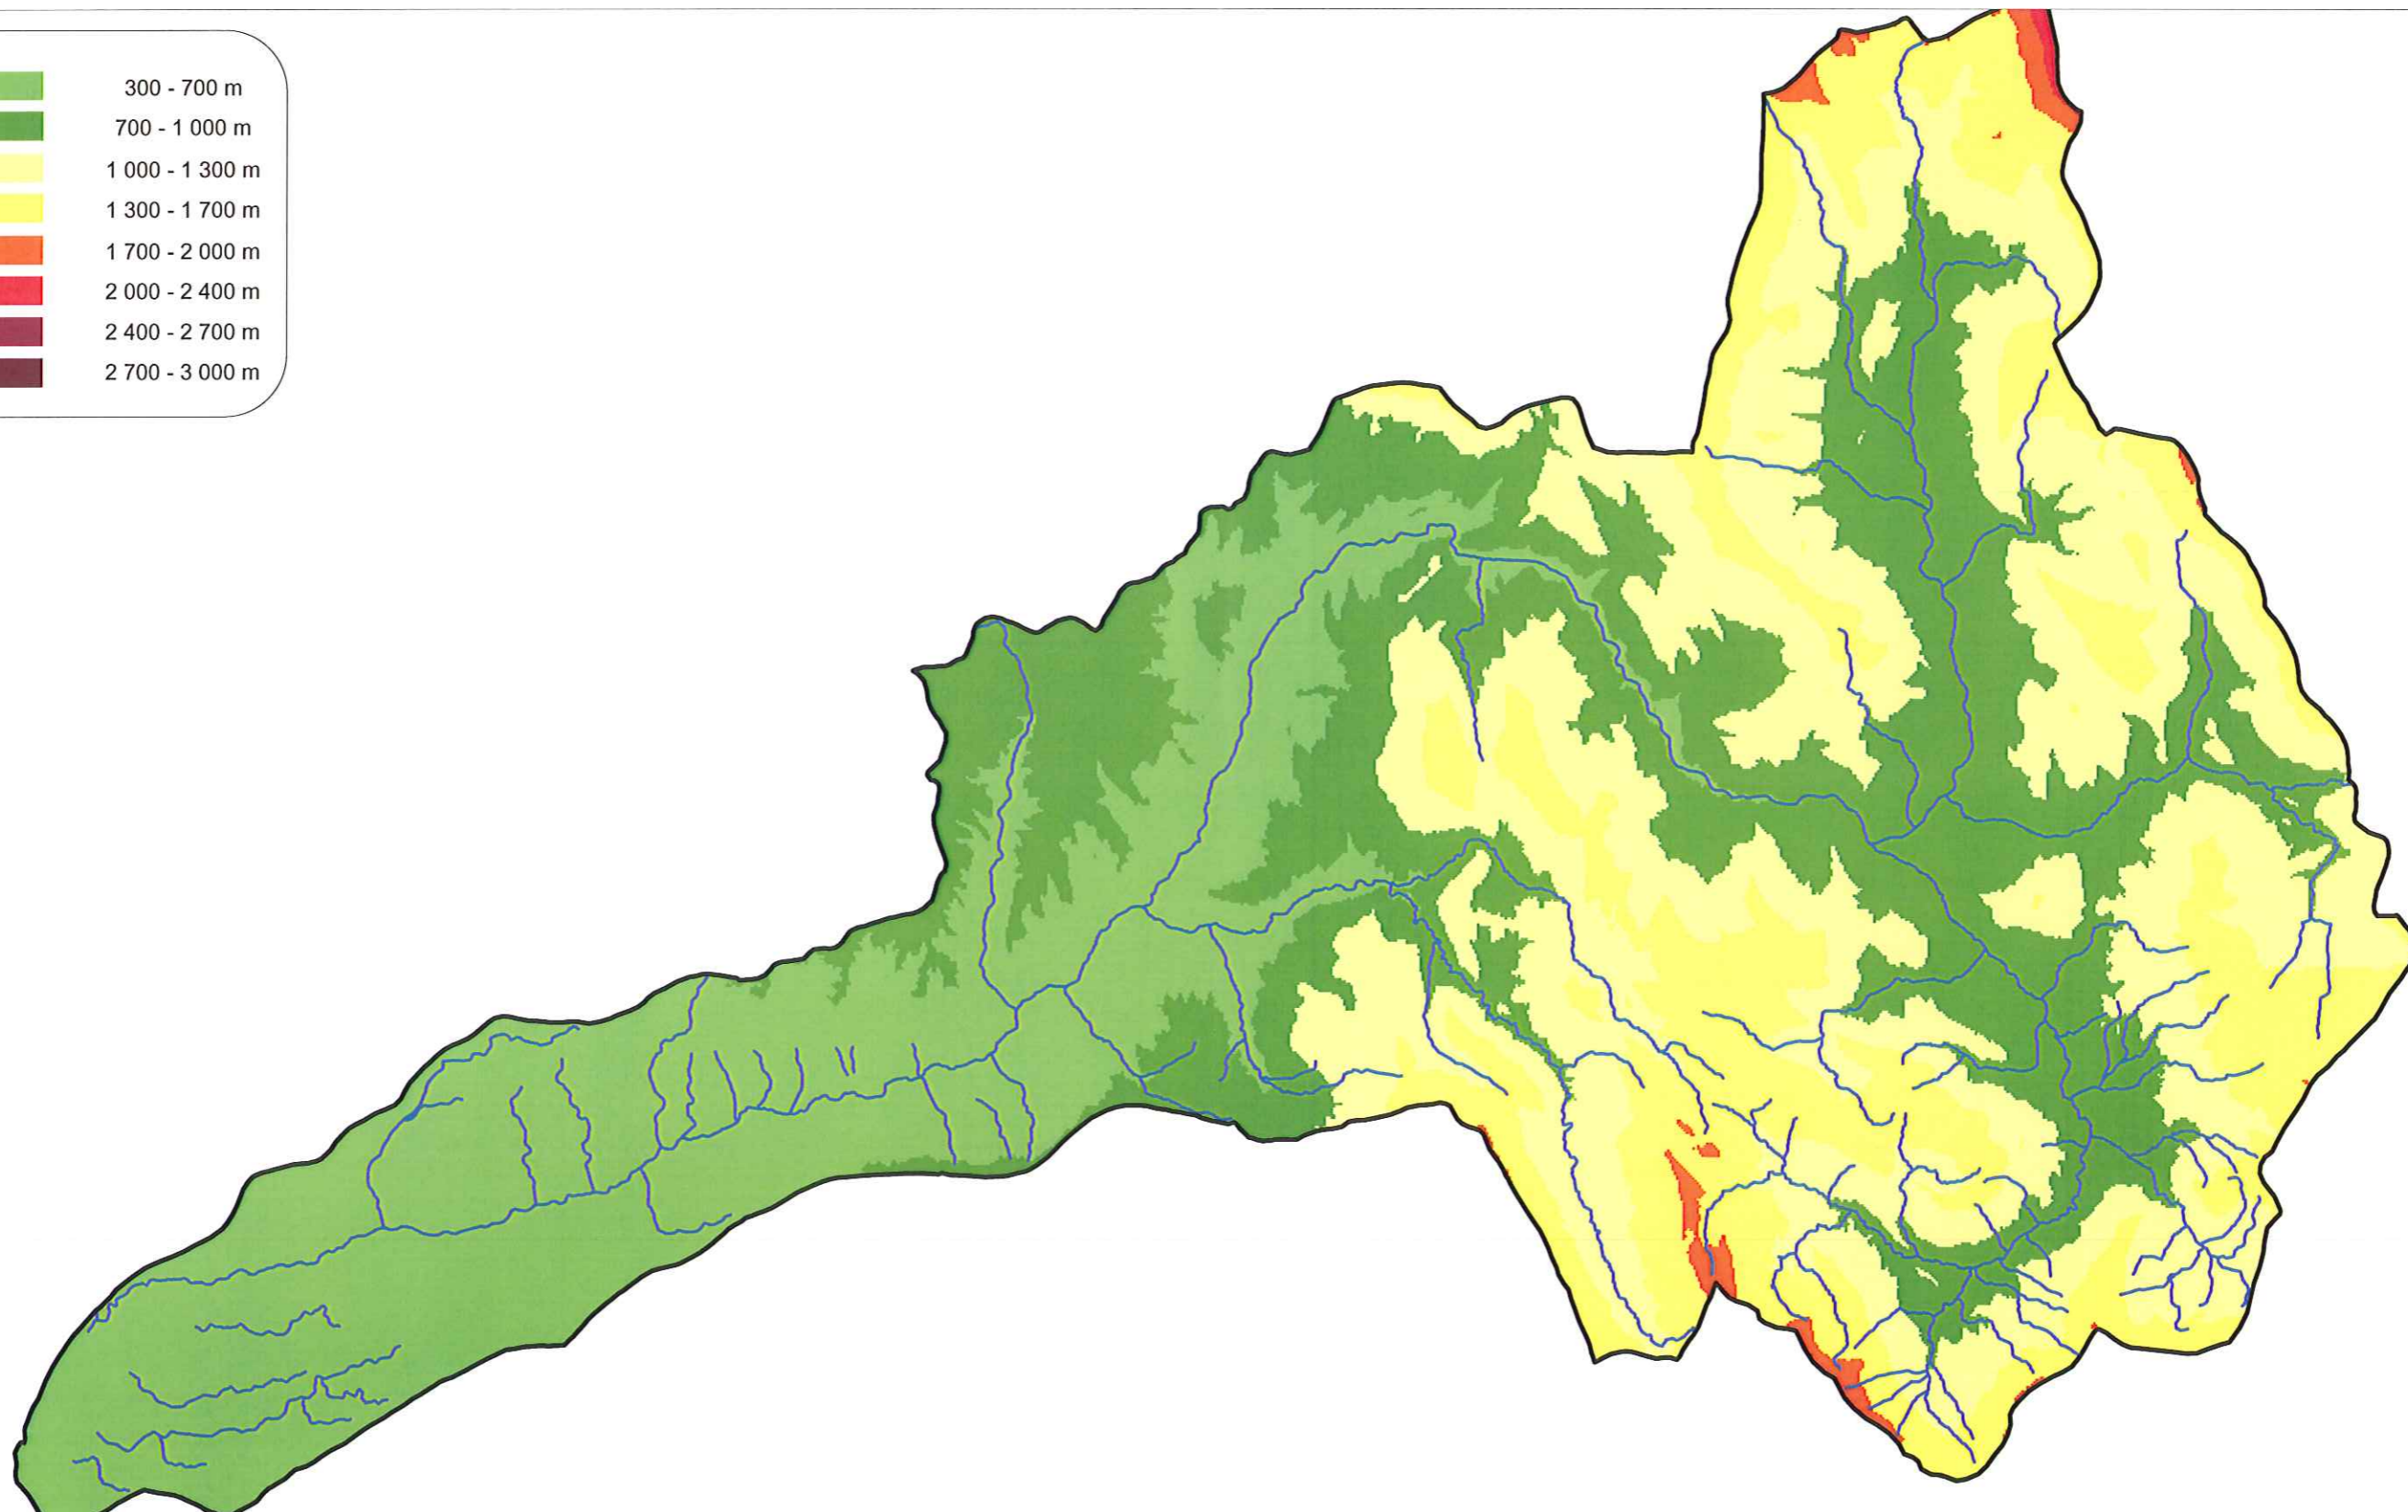 300 - 700 m
700 - 1 000 m
1 000 - 1 300 m
1 300 - 1 700 m
1 700 - 2 000 m
2 000 - 2 400 m
2 400 - 2 700 m
2 700 - 3 000 m